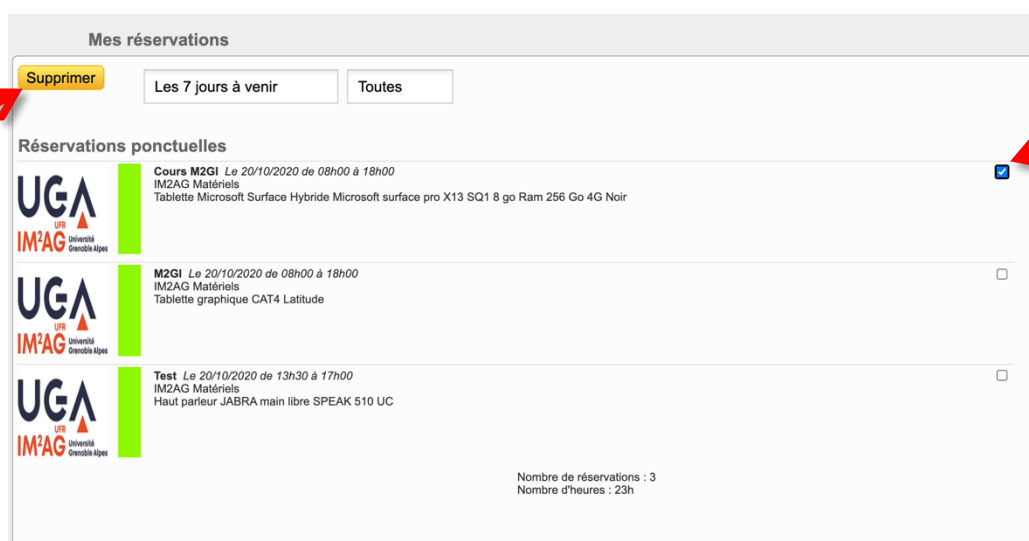 Mes réservations
Supprimer
Les 7 jours à venir
Toutes
Réservations ponctuelles
UGA
UFR
IM²AG Université Grenoble Alpes
Cours M2GI Le 20/10/2020 de 08h00 à 18h00
IM2AG Matériels
Tablette Microsoft Surface Hybride Microsoft surface pro X13 SQ1 8 go Ram 256 Go 4G Noir
UGA
UFR
IM²AG Université Grenoble Alpes
M2GI Le 20/10/2020 de 08h00 à 18h00
IM2AG Matériels
Tablette graphique CAT4 Latitude
UGA
UFR
IM²AG Université Grenoble Alpes
Test Le 20/10/2020 de 13h30 à 17h00
IM2AG Matériels
Haut parleur JABRA main libre SPEAK 510 UC
Nombre de réservations : 3
Nombre d'heures : 23h